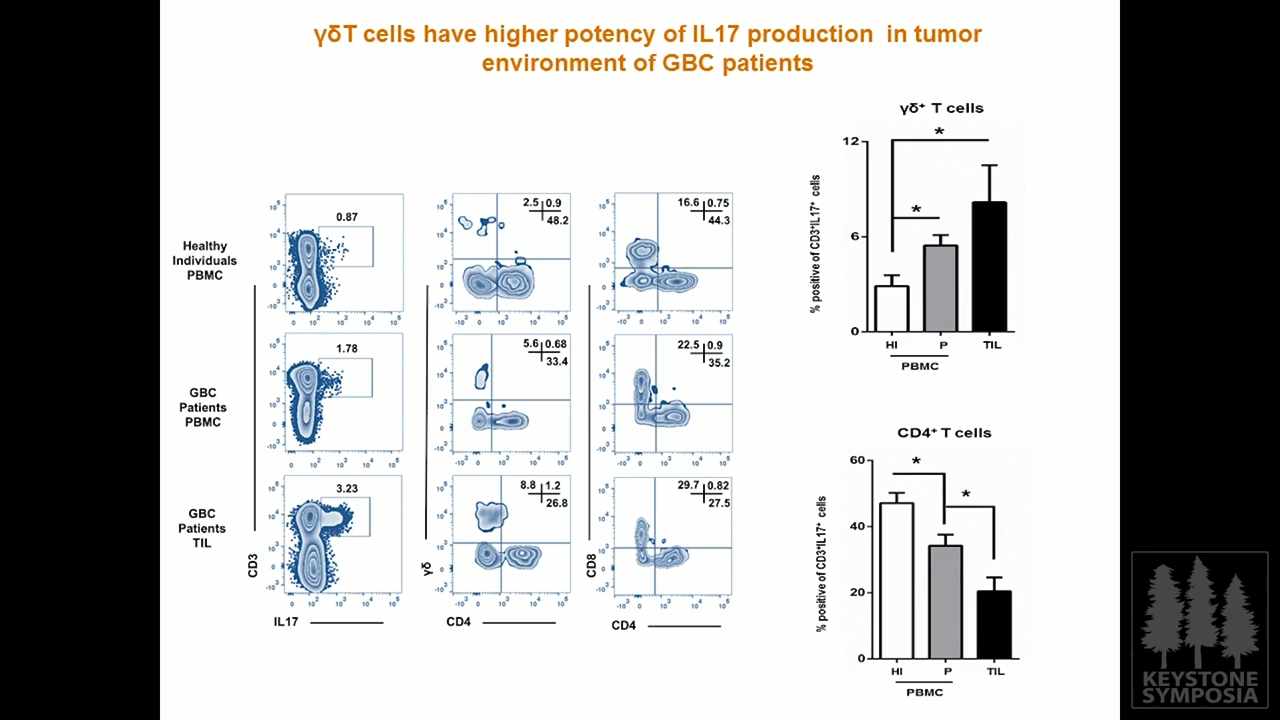 γδT cells have higher potency of IL17 production in tumor
environment of GBC patients
Healthy
Individuals
PBMC
GBC
Patients
PBMC
GBC
Patients
TIL
0.87
1.78
3.23
CD3
IL17
2.5 0.9
48.2
5.6 0.68
33.4
8.8 1.2
26.8
γδ
CD4
16.6 0.75
44.3
22.5 0.9
35.2
29.7 0.82
27.5
CD8
CD4
γδ⁺ T cells
% positive of CD3⁺IL17⁺ cells
12
6
0
*
*
HI P TIL
PBMC
CD4⁺ T cells
% positive of CD3⁺IL17⁺ cells
60
40
20
0
*
*
HI P TIL
PBMC
KEYSTONE
SYMPOSIA